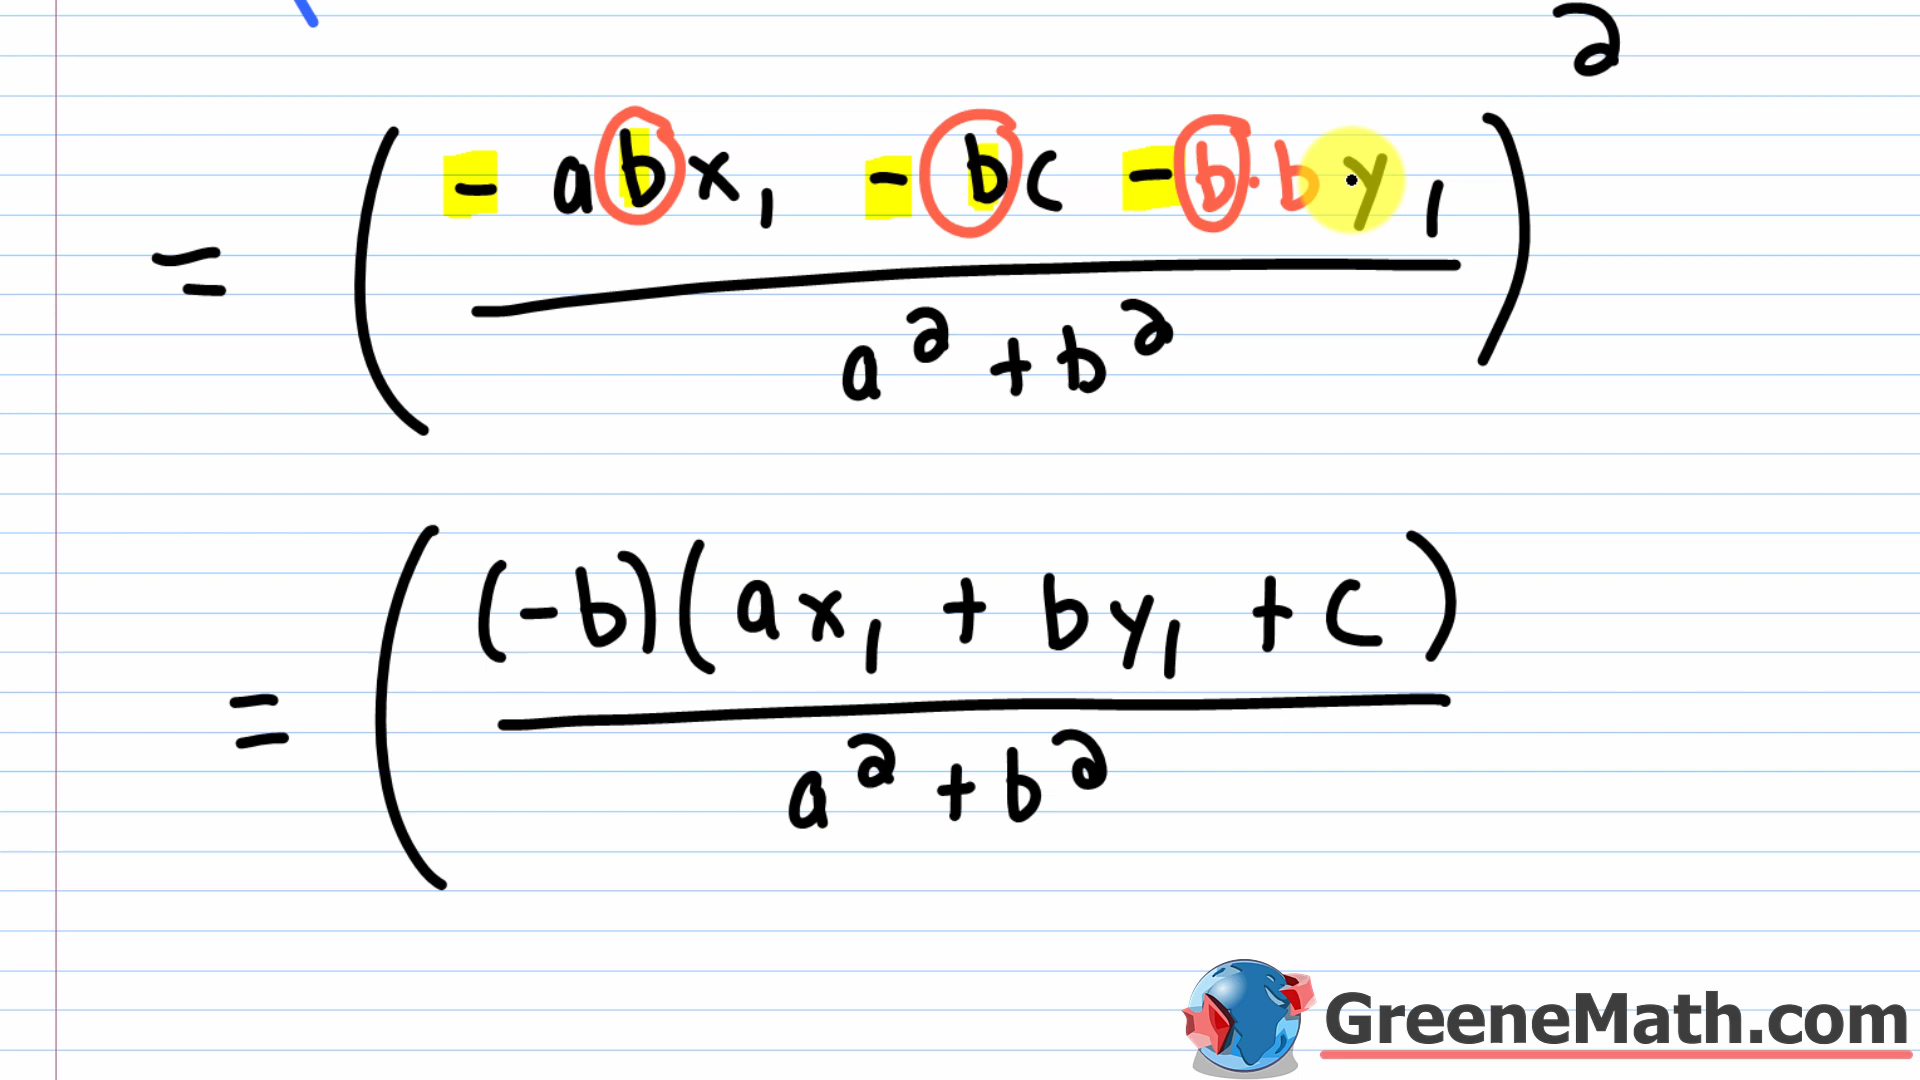 2
- abx₁ - bc - b·by₁
= ( ――― )
a² + b²
(-b)(ax₁ + by₁ + c)
= ( ―――
a² + b²
GreeneMath.com